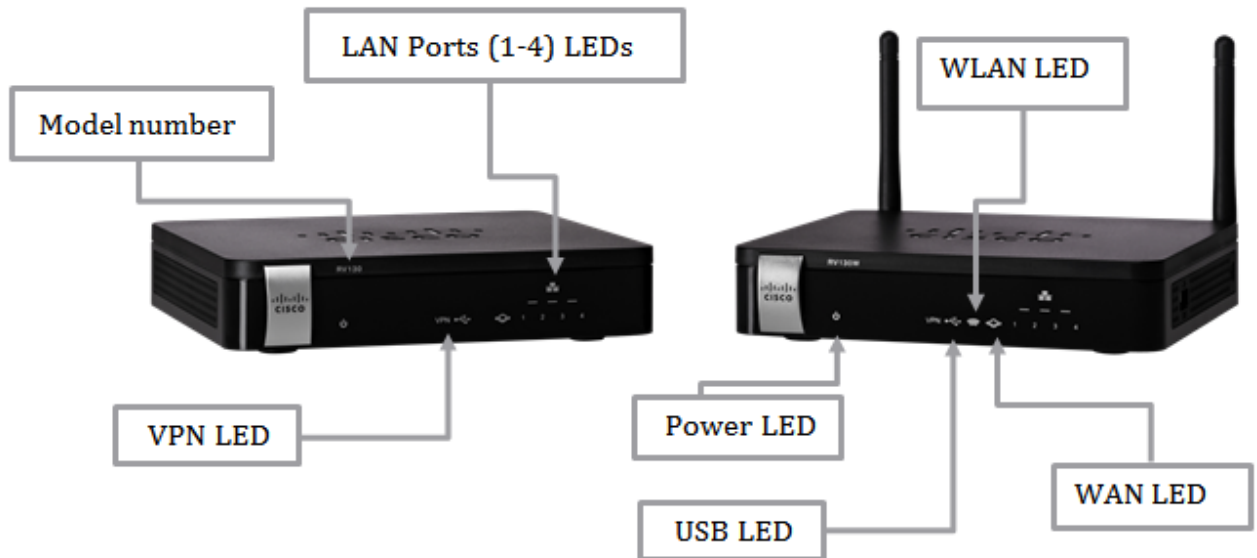 LAN Ports (1-4) LEDs
WLAN LED
Model number
RV130
RV130W
CISCO
CISCO
VPN
1 2 3 4
VPN
1 2 3 4
VPN LED
Power LED
WAN LED
USB LED